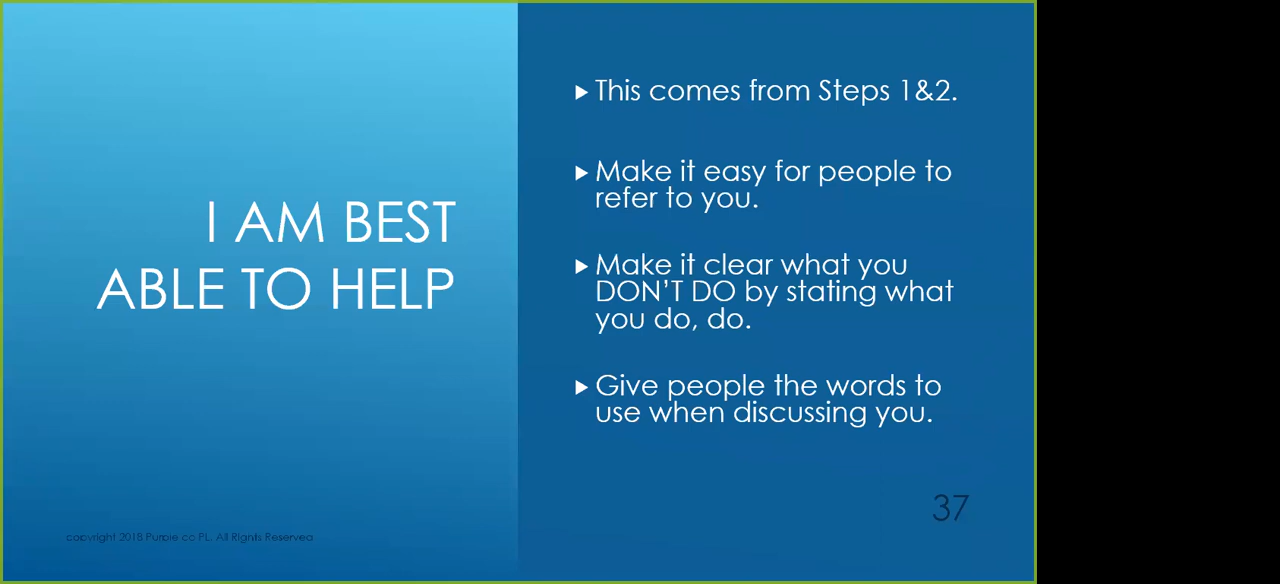 I AM BEST
ABLE TO HELP
This comes from Steps 1&2.
Make it easy for people to
refer to you.
Make it clear what you
DON'T DO by stating what
you do, do.
Give people the words to
use when discussing you.
37
copyright 2018 Purple co PL. All Rights Reserved